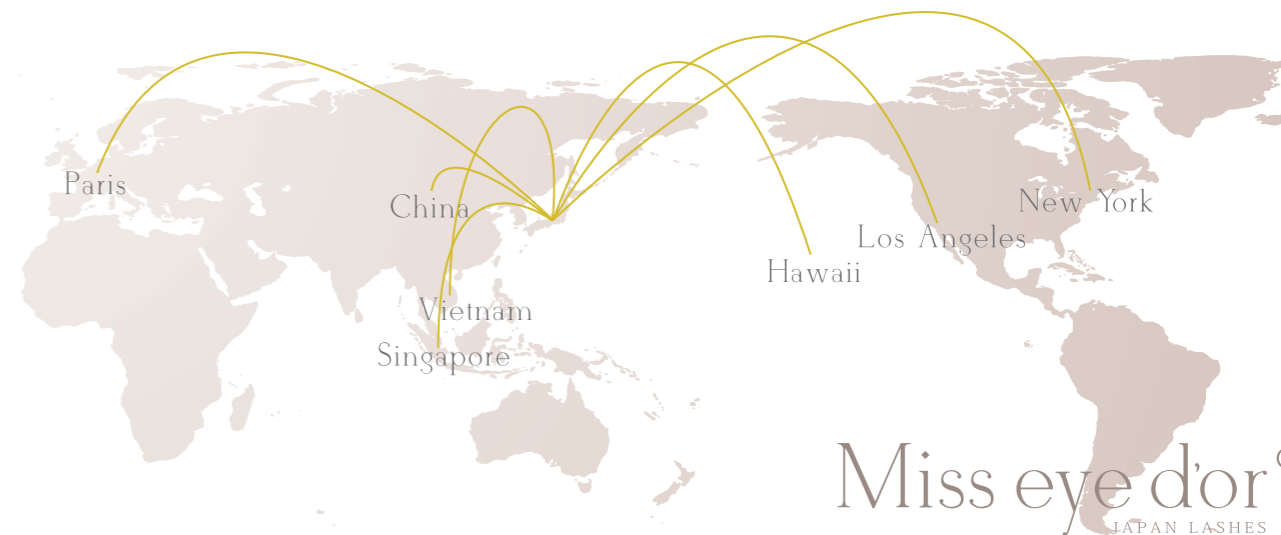 Paris
China
New York
Los Angeles
Hawaii
Vietnam
Singapore
Miss eye d'or
JAPAN LASHES